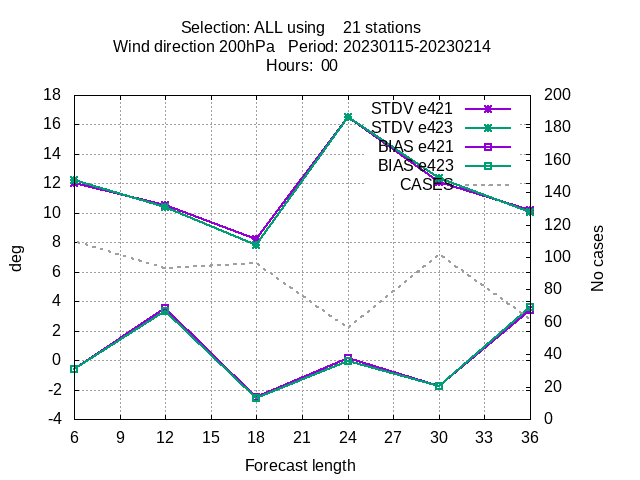 Selection: ALL using    21 stations
Wind direction 200hPa   Period: 20230115-20230214
Hours:  00
STDV e421
STDV e423
BIAS e421
BIAS e423
CASES
18
16
14
12
10
8
6
4
2
0
-2
-4
deg
200
180
160
140
120
100
80
60
40
20
0
No cases
6 9 12 15 18 21 24 27 30 33 36
Forecast length